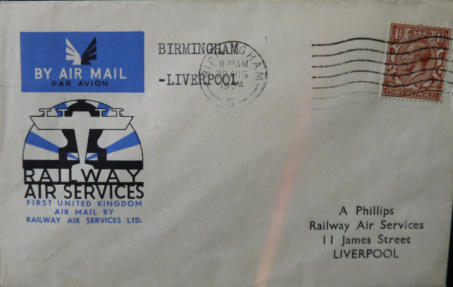 BY AIR MAIL
PAR AVION
BIRMINGHAM
-LIVERPOOL
BIRMINGHAM
RAILWAY
AIR SERVICES
FIRST UNITED KINGDOM
AIR MAIL BY
RAILWAY AIR SERVICES LTD.
A Phillips
Railway Air Services
11 James Street
LIVERPOOL